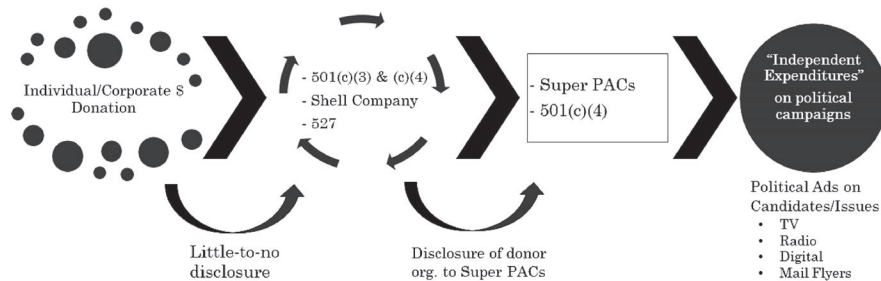 Individual/Corporate $
Donation
- 501(c)(3) & (c)(4)
- Shell Company
- 527
- Super PACs
- 501(c)(4)
“Independent
Expenditures”
on political
campaigns
Little-to-no
disclosure
Disclosure of donor
org. to Super PACs
Political Ads on
Candidates/Issues
• TV
• Radio
• Digital
• Mail Flyers